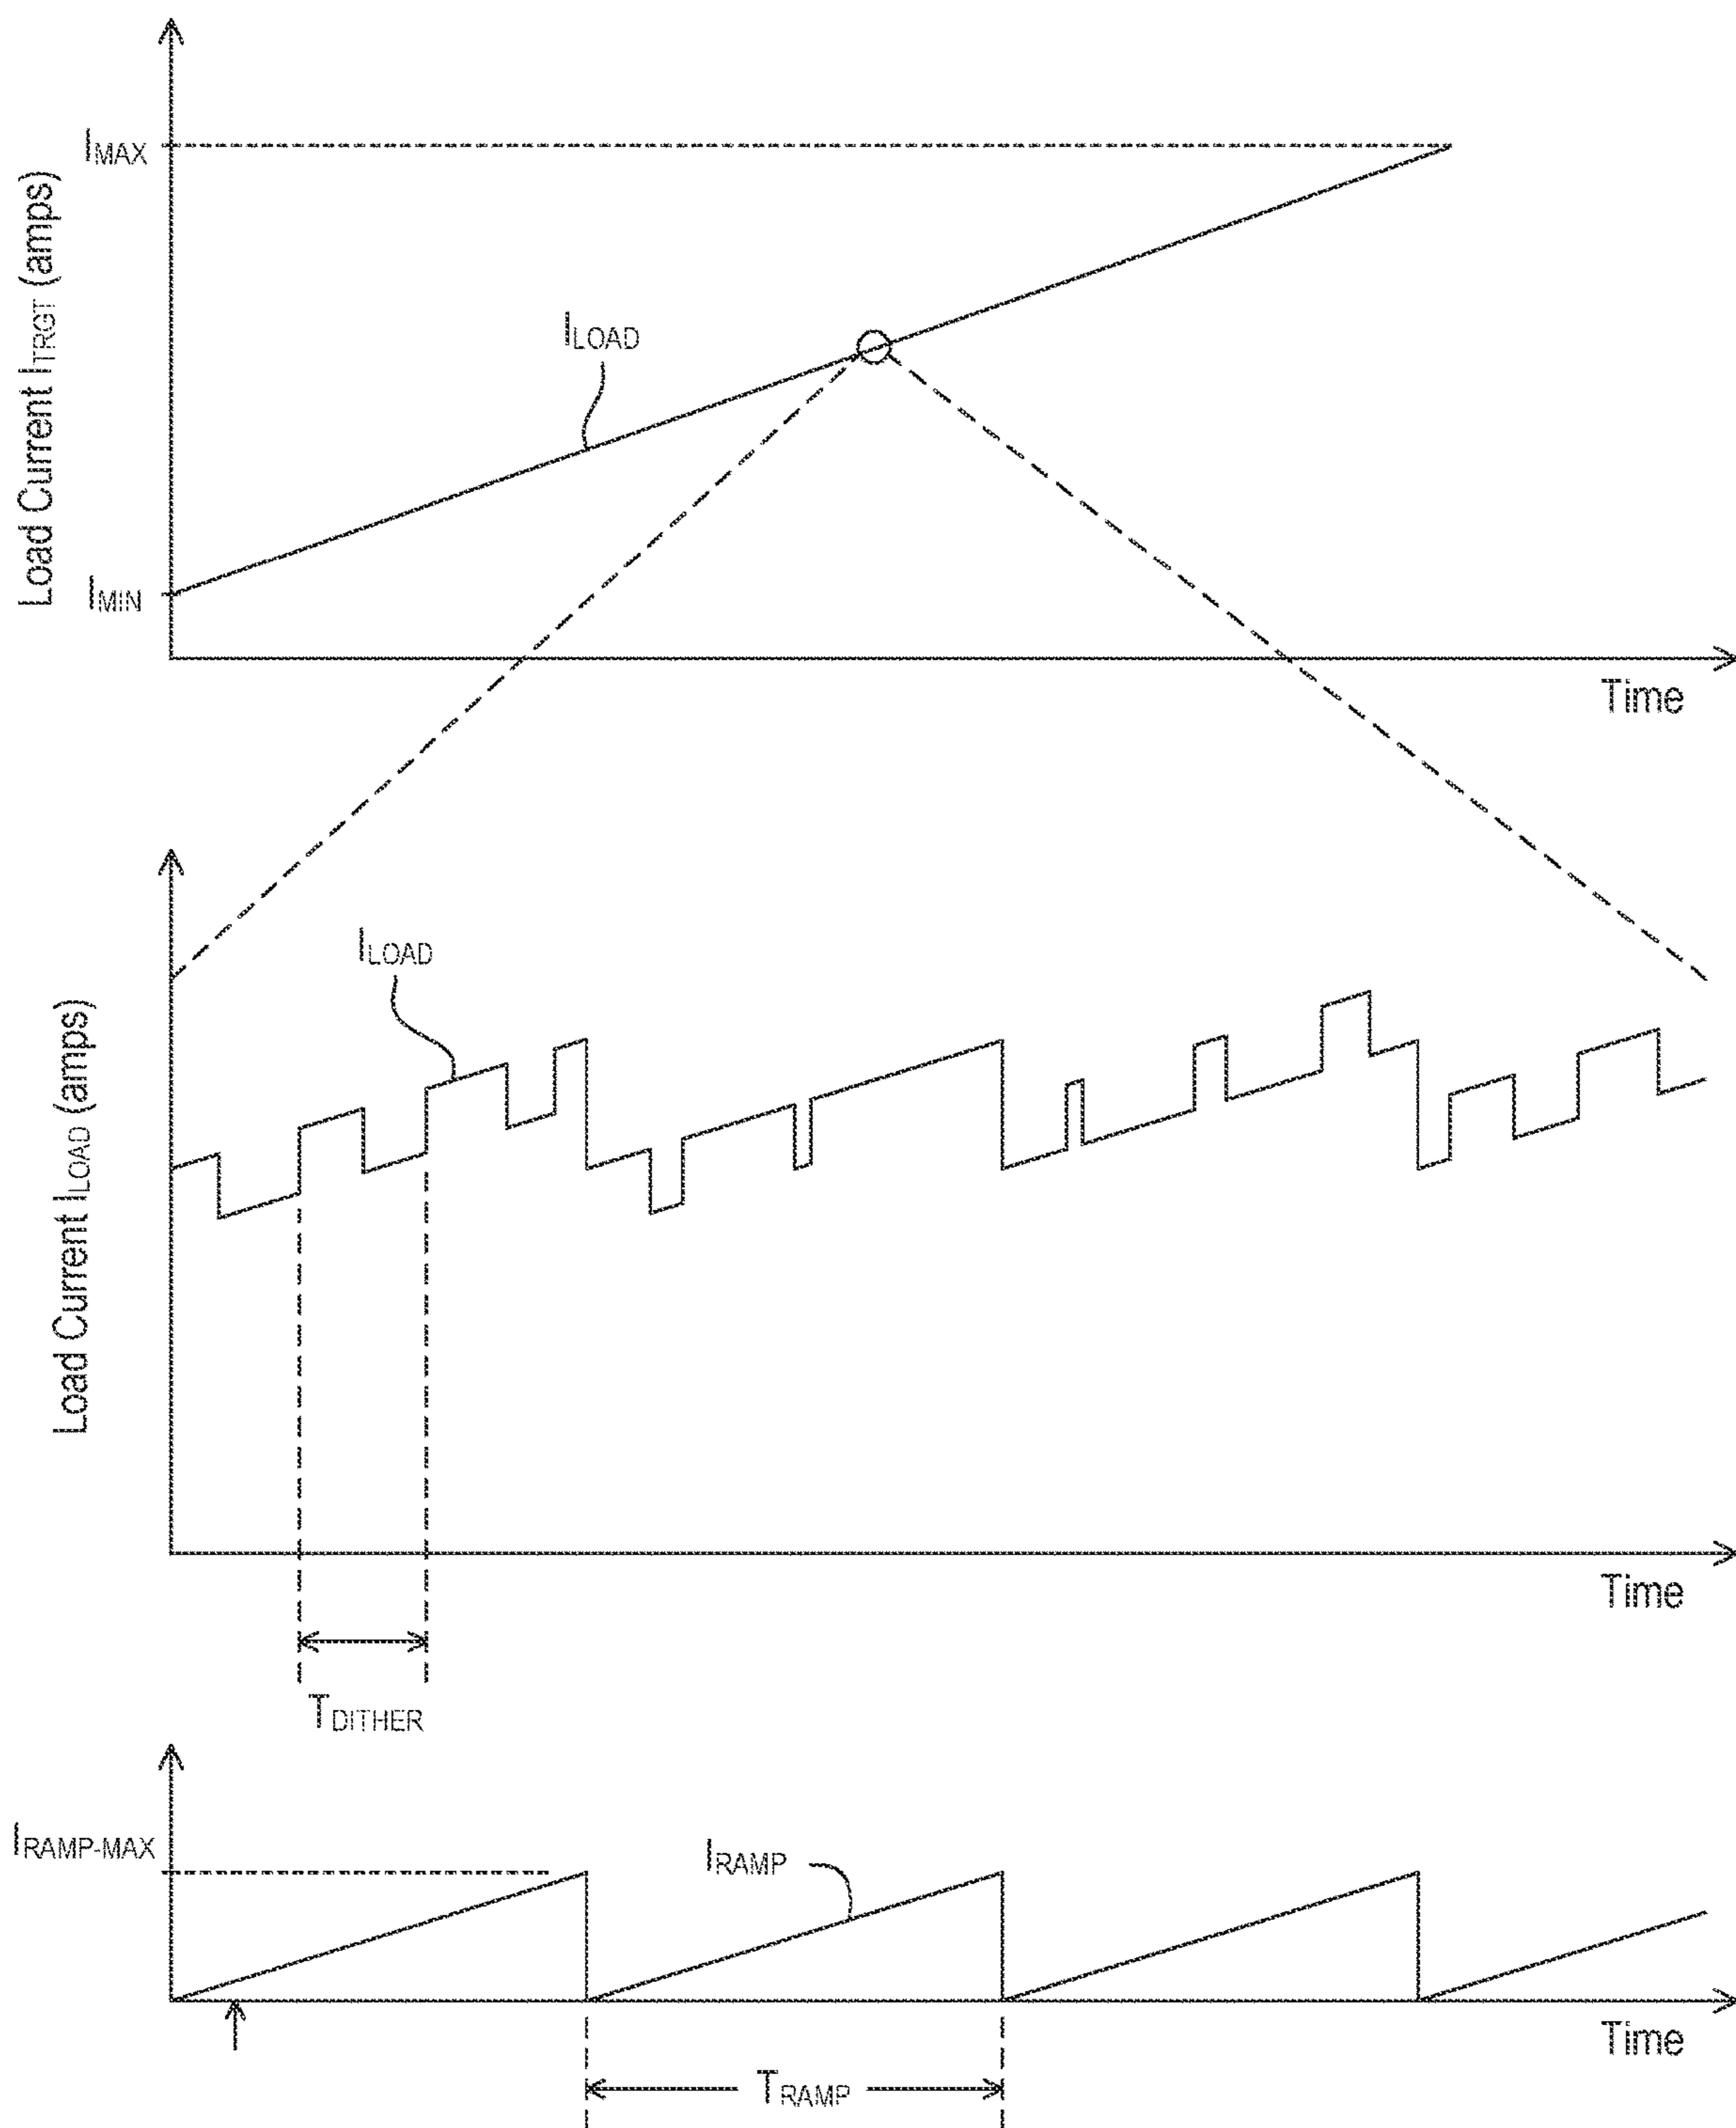 Load Current ITRGT (amps)
IMAX
ILOAD
IMIN
Time
Load Current ILOAD (amps)
ILOAD
Time
TDITHER
IRAMP-MAX
IRAMP
Time
TRAMP